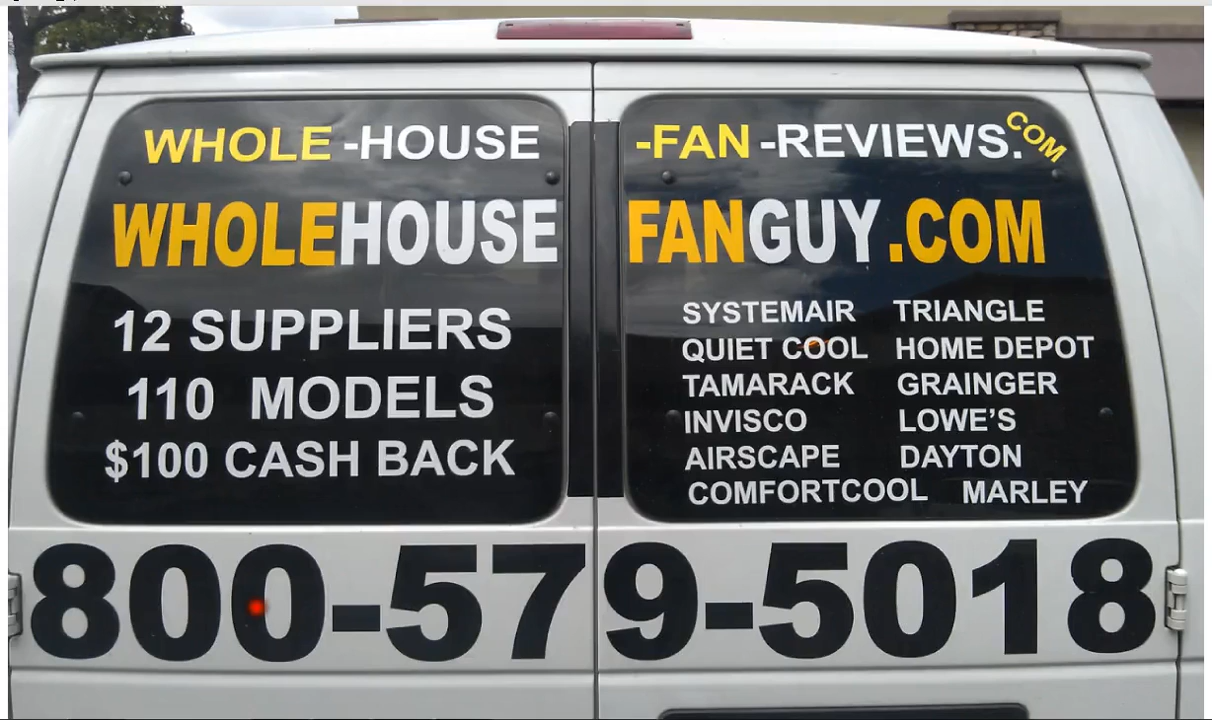 WHOLE -HOUSE -FAN -REVIEWS.COM
WHOLEHOUSE FANGUY.COM
12 SUPPLIERS
110 MODELS
$100 CASH BACK
SYSTEMAIR TRIANGLE
QUIET COOL HOME DEPOT
TAMARACK GRAINGER
INVISCO LOWE'S
AIRSCAPE DAYTON
COMFORTCOOL MARLEY
800-579-5018